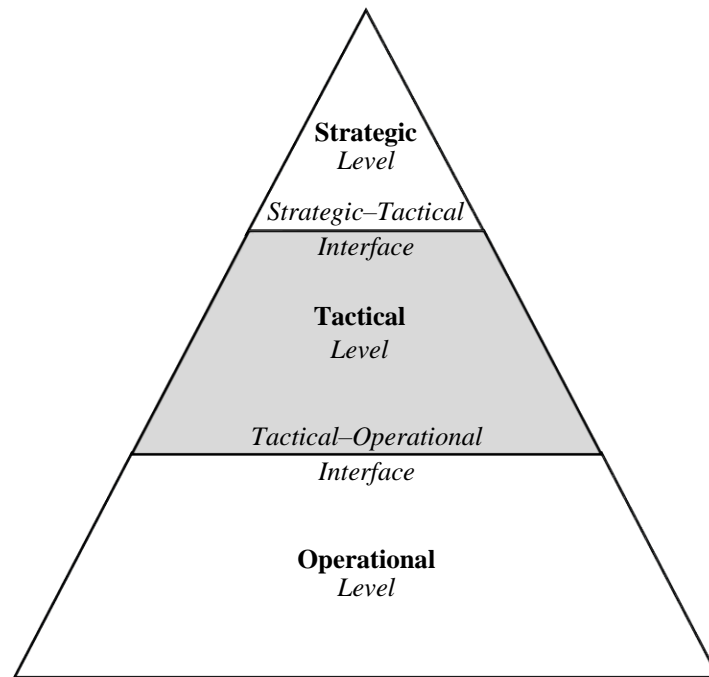 Strategic
Level
Strategic–Tactical
Interface
Tactical
Level
Tactical–Operational
Interface
Operational
Level